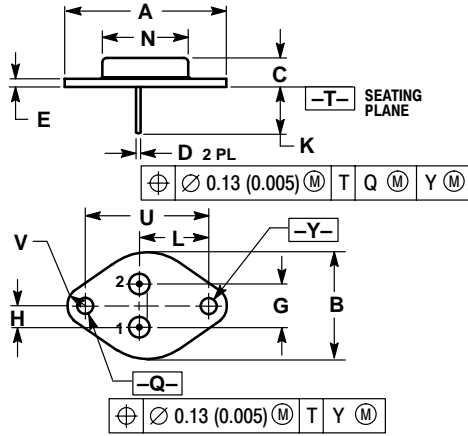 A
N
C
E
–T– SEATING PLANE
K
D 2 PL
⌖ ∅ 0.13 (0.005) Ⓜ T Q Ⓜ Y Ⓜ
U
V
L
–Y–
2
G
B
H
1
–Q–
⌖ ∅ 0.13 (0.005) Ⓜ T Y Ⓜ